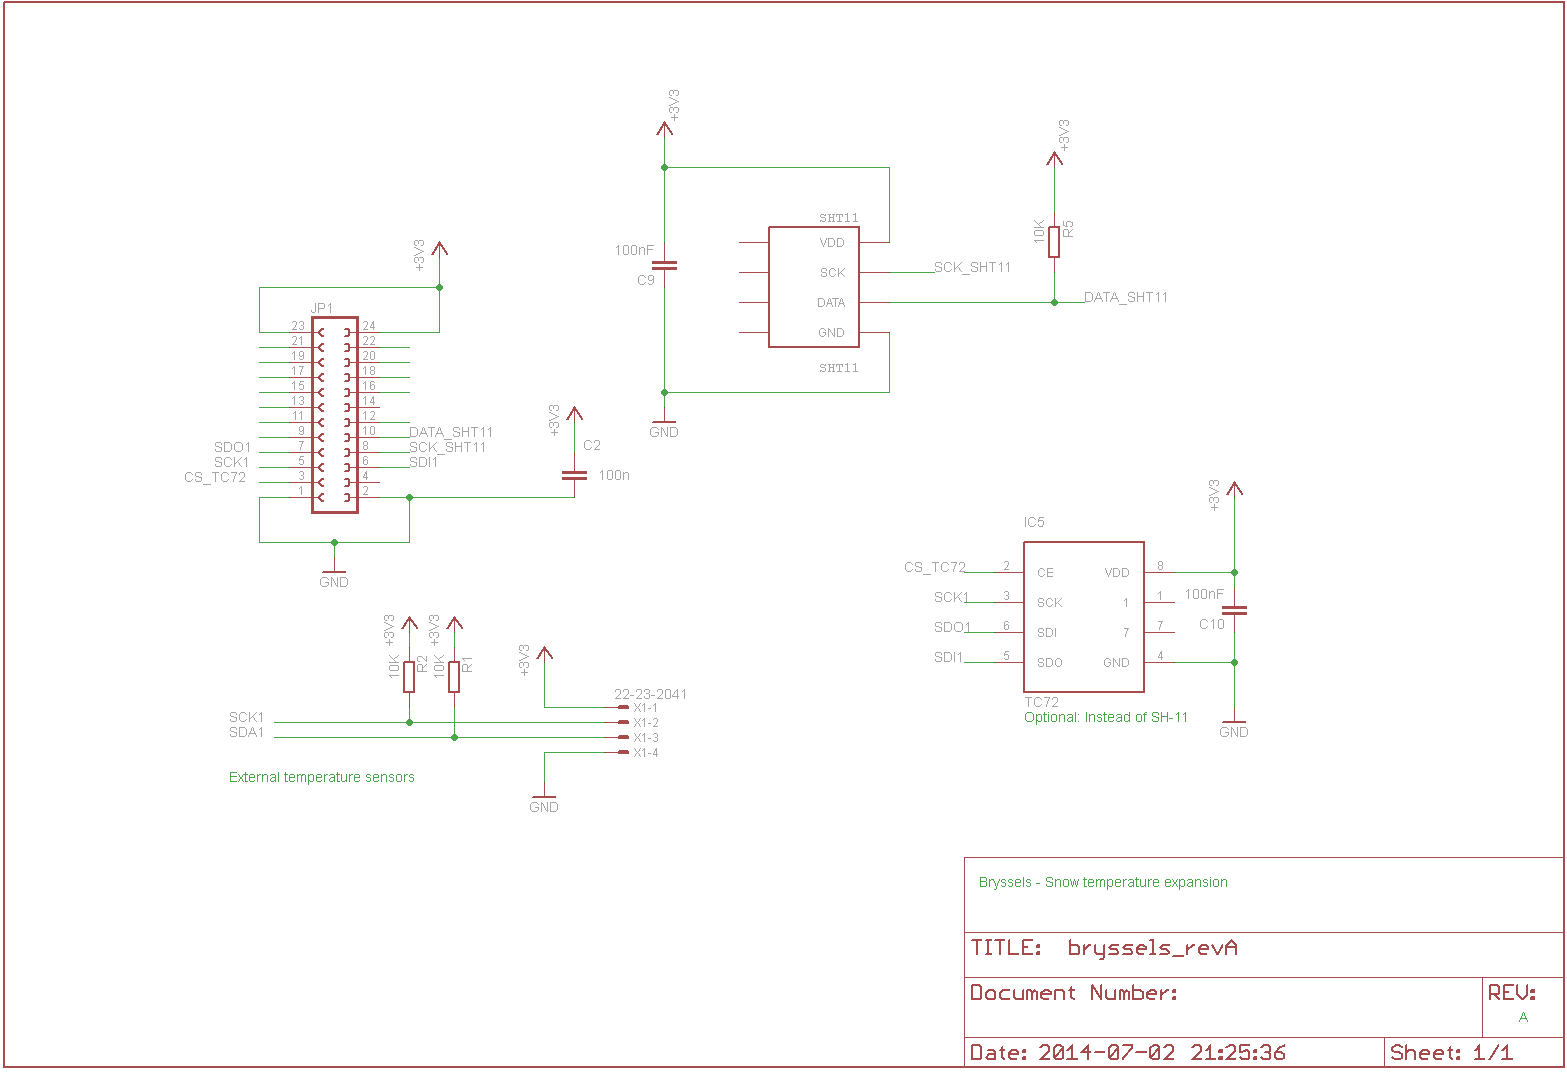 +3V3
+3V3
SHT11
10K
R5
VDD
SCK
DATA
GND
SCK_SHT11
DATA_SHT11
100nF
C9
SHT11
GND
+3V3
JP1
23 24
21 22
19 20
17 18
15 16
13 14
11 12
9 10 DATA_SHT11
SDO1 7 8 SCK_SHT11
SCK1 5 6 SDI1
CS_TC72 3 4
1 2
GND
+3V3
C2
100n
+3V3
IC5
CS_TC72 2 CE VDD 8
SCK1 3 SCK 1 1
SDO1 6 SDI 7 7
SDI1 5 SDO GND 4
100nF
C10
TC72
Optional: Instead of SH-11
GND
+3V3
+3V3
+3V3
10K
R2
10K
R1
22-23-2041
X1-1
SCK1 X1-2
SDA1 X1-3
X1-4
External temperature sensors
GND
Bryssels - Snow temperature expansion
TITLE: bryssels_revA
Document Number:
REV:
A
Date: 2014-07-02 21:25:36
Sheet: 1/1